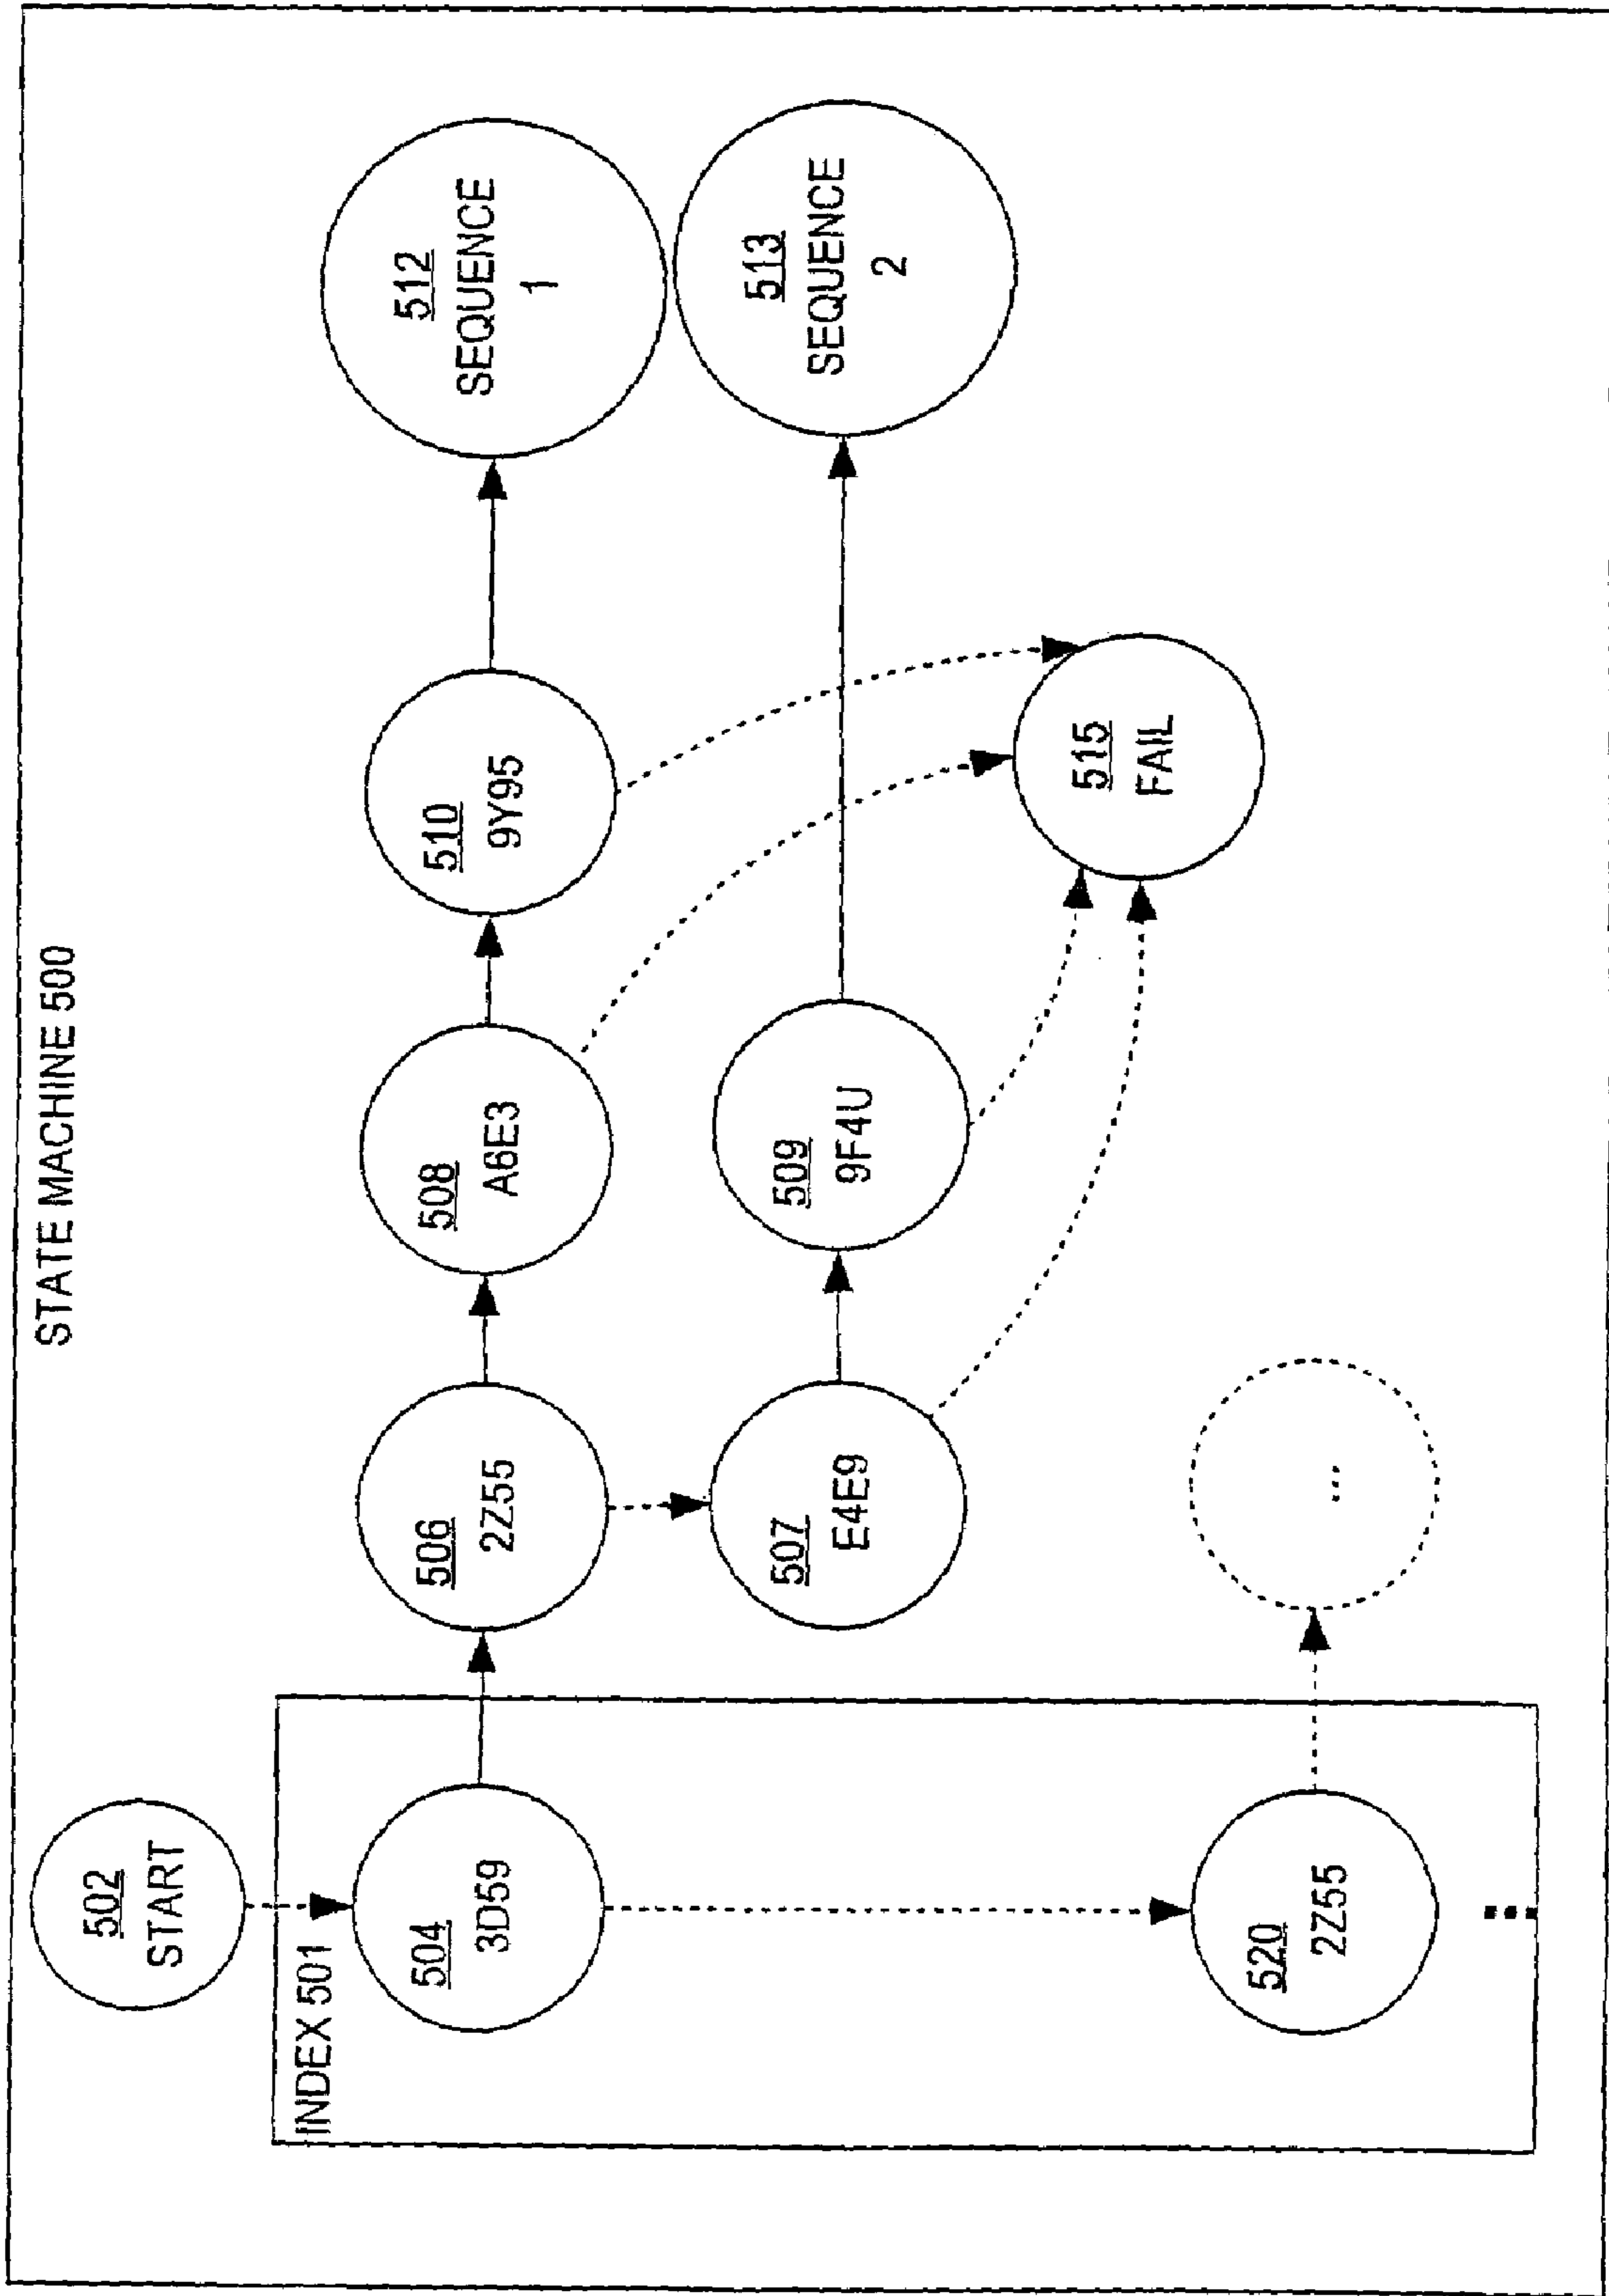 STATE MACHINE 500
502
START
INDEX 501
504
3D59
506
2Z55
508
A6E3
510
9Y95
512
SEQUENCE
1
507
E4E9
509
9F4U
513
SEQUENCE
2
515
FAIL
520
2Z55
...
...